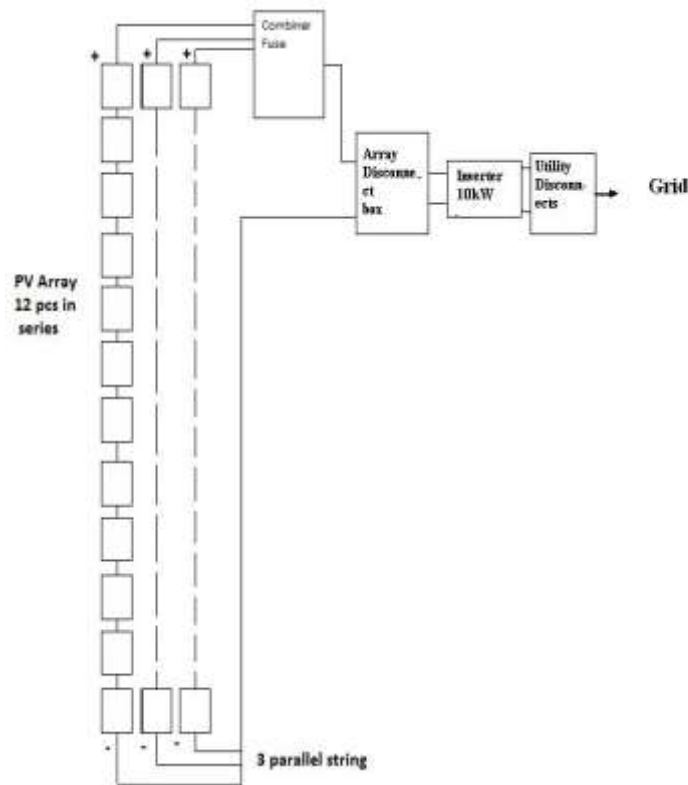 Combiner
Fuse
+ + +
Array
Disconne_
ct
box
Inverter
10kW
Utility
Disconn-
ects
Grid
PV Array
12 pcs in
series
- - -
3 parallel string